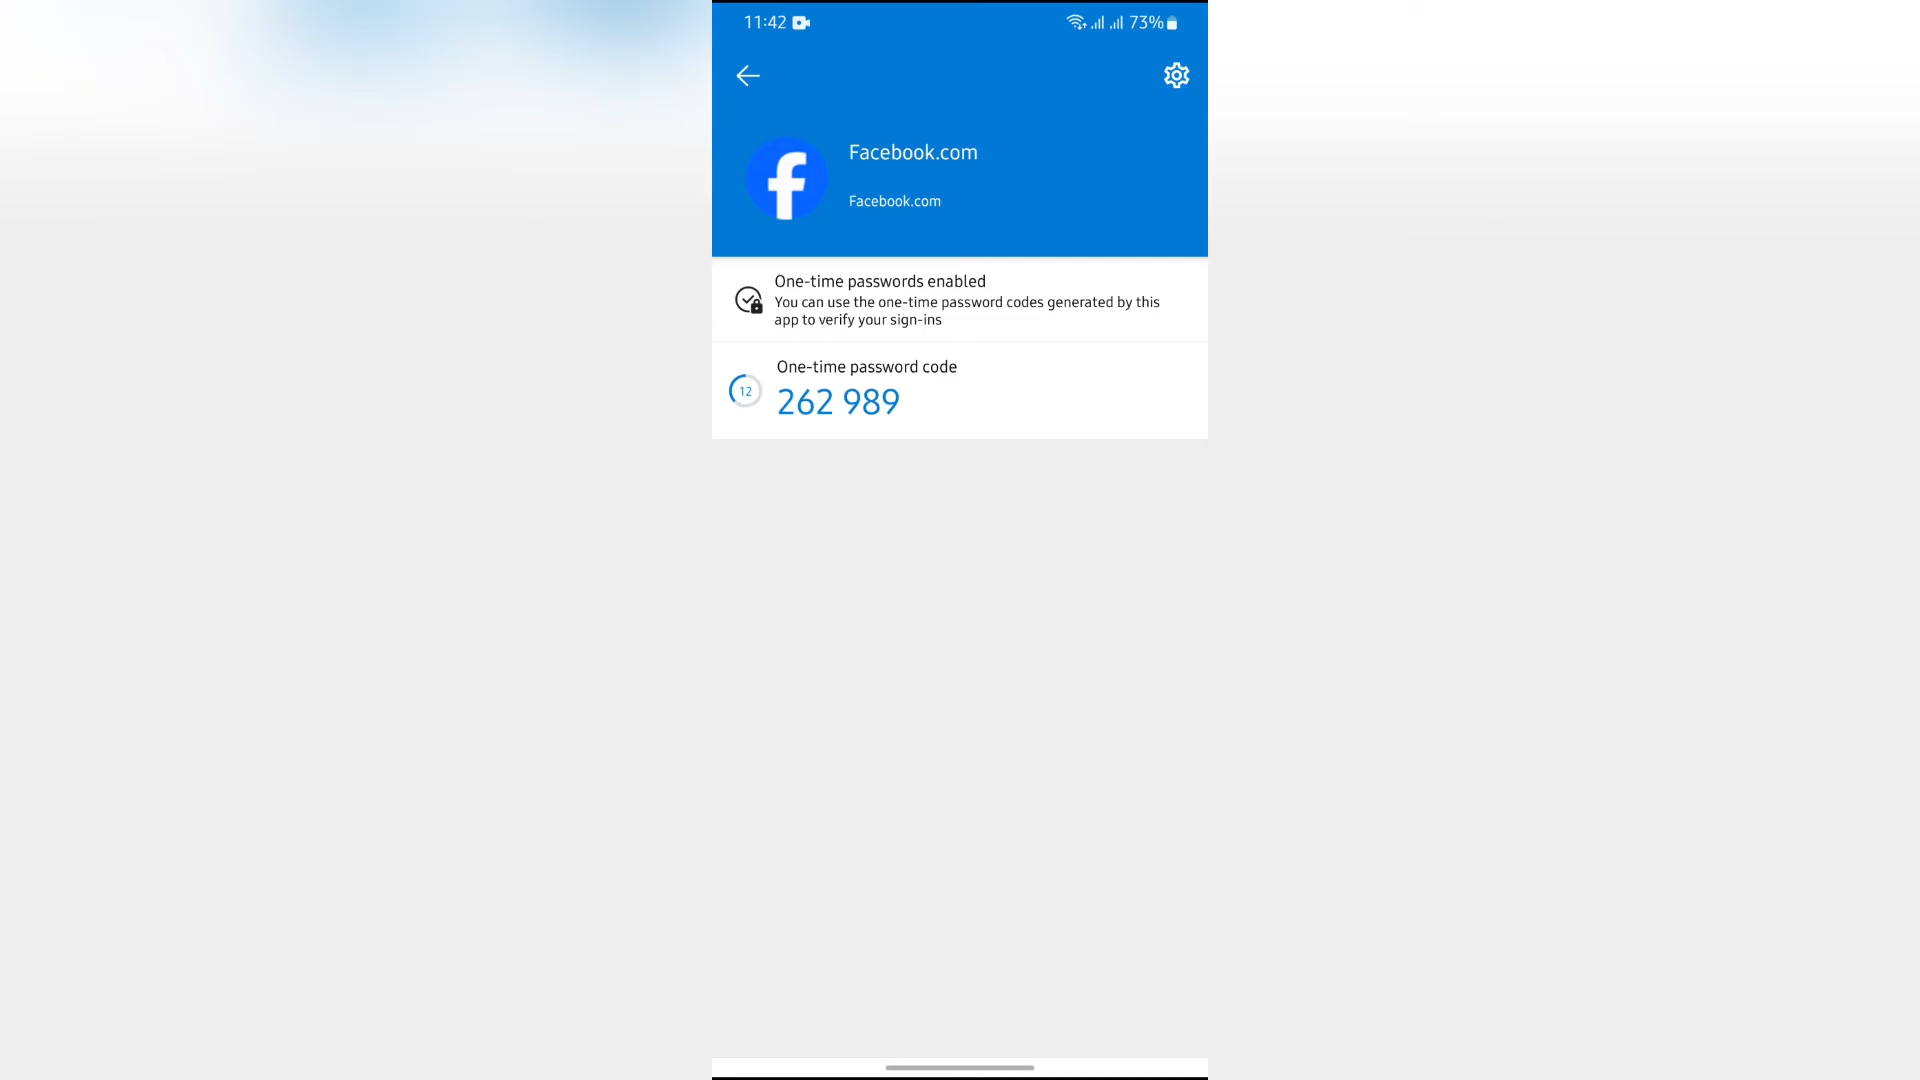 11:42
73%
Facebook.com
Facebook.com
One-time passwords enabled
You can use the one-time password codes generated by this
app to verify your sign-ins
One-time password code
12
262 989